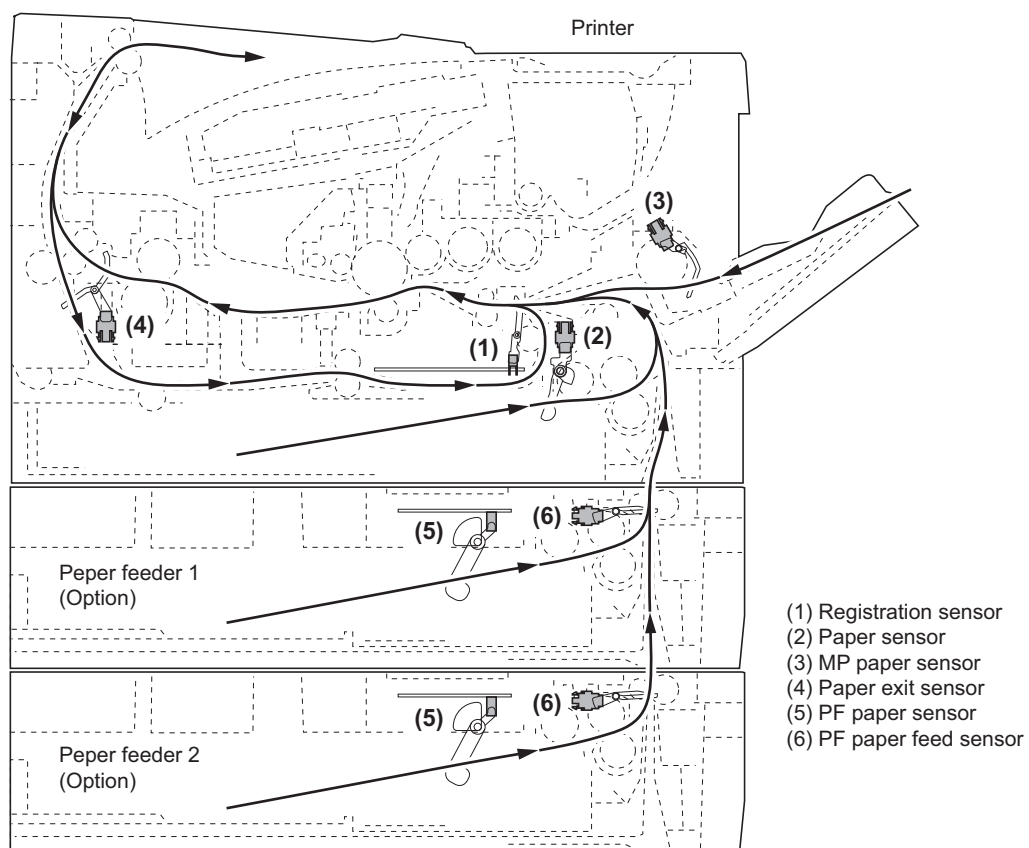 Printer
(3)
(4)
(1)
(2)
(5)
(6)
Peper feeder 1
(Option)
(5)
(6)
Peper feeder 2
(Option)
(1) Registration sensor
(2) Paper sensor
(3) MP paper sensor
(4) Paper exit sensor
(5) PF paper sensor
(6) PF paper feed sensor